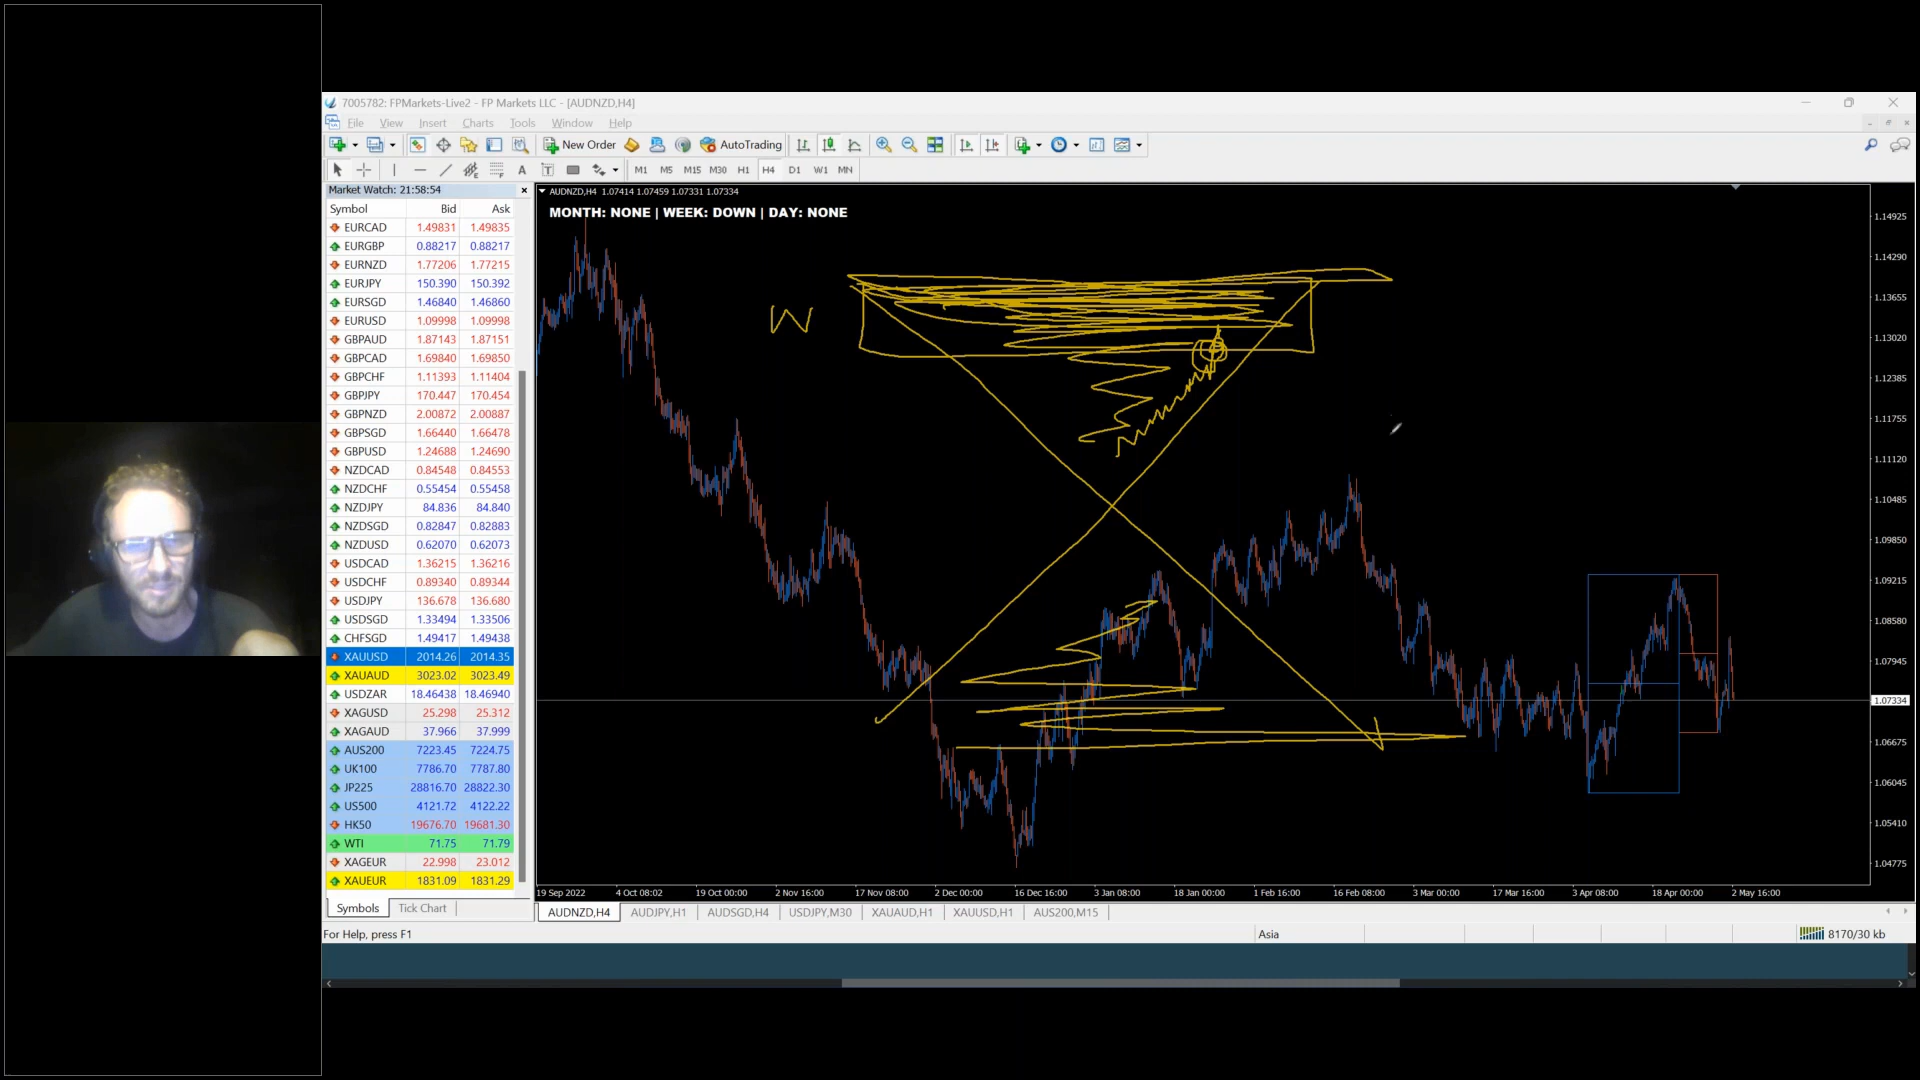 7005782: FPMarkets-Live2 - FP Markets LLC - [AUDNZD,H4]
File View Insert Charts Tools Window Help
New Order AutoTrading
A T M1 M5 M15 M30 H1 H4 D1 W1 MN
Market Watch: 21:58:54
Symbol Bid Ask
EURCAD 1.49831 1.49835
EURGBP 0.88217 0.88217
EURNZD 1.77206 1.77215
EURJPY 150.390 150.392
EURSGD 1.46840 1.46860
EURUSD 1.09998 1.09998
GBPAUD 1.87143 1.87151
GBPCAD 1.69840 1.69850
GBPCHF 1.11393 1.11404
GBPJPY 170.447 170.454
GBPNZD 2.00872 2.00887
GBPSGD 1.66440 1.66478
GBPUSD 1.24688 1.24690
NZDCAD 0.84548 0.84553
NZDCHF 0.55454 0.55458
NZDJPY 84.836 84.840
NZDSGD 0.82847 0.82883
NZDUSD 0.62070 0.62073
USDCAD 1.36215 1.36216
USDCHF 0.89340 0.89344
USDJPY 136.678 136.680
USDSGD 1.33494 1.33506
CHFSGD 1.49417 1.49438
XAUUSD 2014.26 2014.35
XAUAUD 3023.02 3023.49
USDZAR 18.46438 18.46940
XAGUSD 25.298 25.312
XAGAUD 37.966 37.999
AUS200 7223.45 7224.75
UK100 7786.70 7787.80
JP225 28816.70 28822.30
US500 4121.72 4122.22
HK50 19676.70 19681.30
WTI 71.75 71.79
XAGEUR 22.998 23.012
XAUEUR 1831.09 1831.29
Symbols Tick Chart
AUDNZD,H4 1.07414 1.07459 1.07331 1.07334
MONTH: NONE | WEEK: DOWN | DAY: NONE
W
1.14925
1.14290
1.13655
1.13020
1.12385
1.11755
1.11120
1.10485
1.09850
1.09215
1.08580
1.07945
1.07334
1.06675
1.06045
1.05410
1.04775
19 Sep 2022 4 Oct 08:02 19 Oct 00:00 2 Nov 16:00 17 Nov 08:00 2 Dec 00:00 16 Dec 16:00 3 Jan 08:00 18 Jan 00:00 1 Feb 16:00 16 Feb 08:00 3 Mar 00:00 17 Mar 16:00 3 Apr 08:00 18 Apr 00:00 2 May 16:00
AUDNZD,H4 AUDJPY,H1 AUDSGD,H4 USDJPY,M30 XAUAUD,H1 XAUUSD,H1 AUS200,M15
For Help, press F1 Asia 8170/30 kb